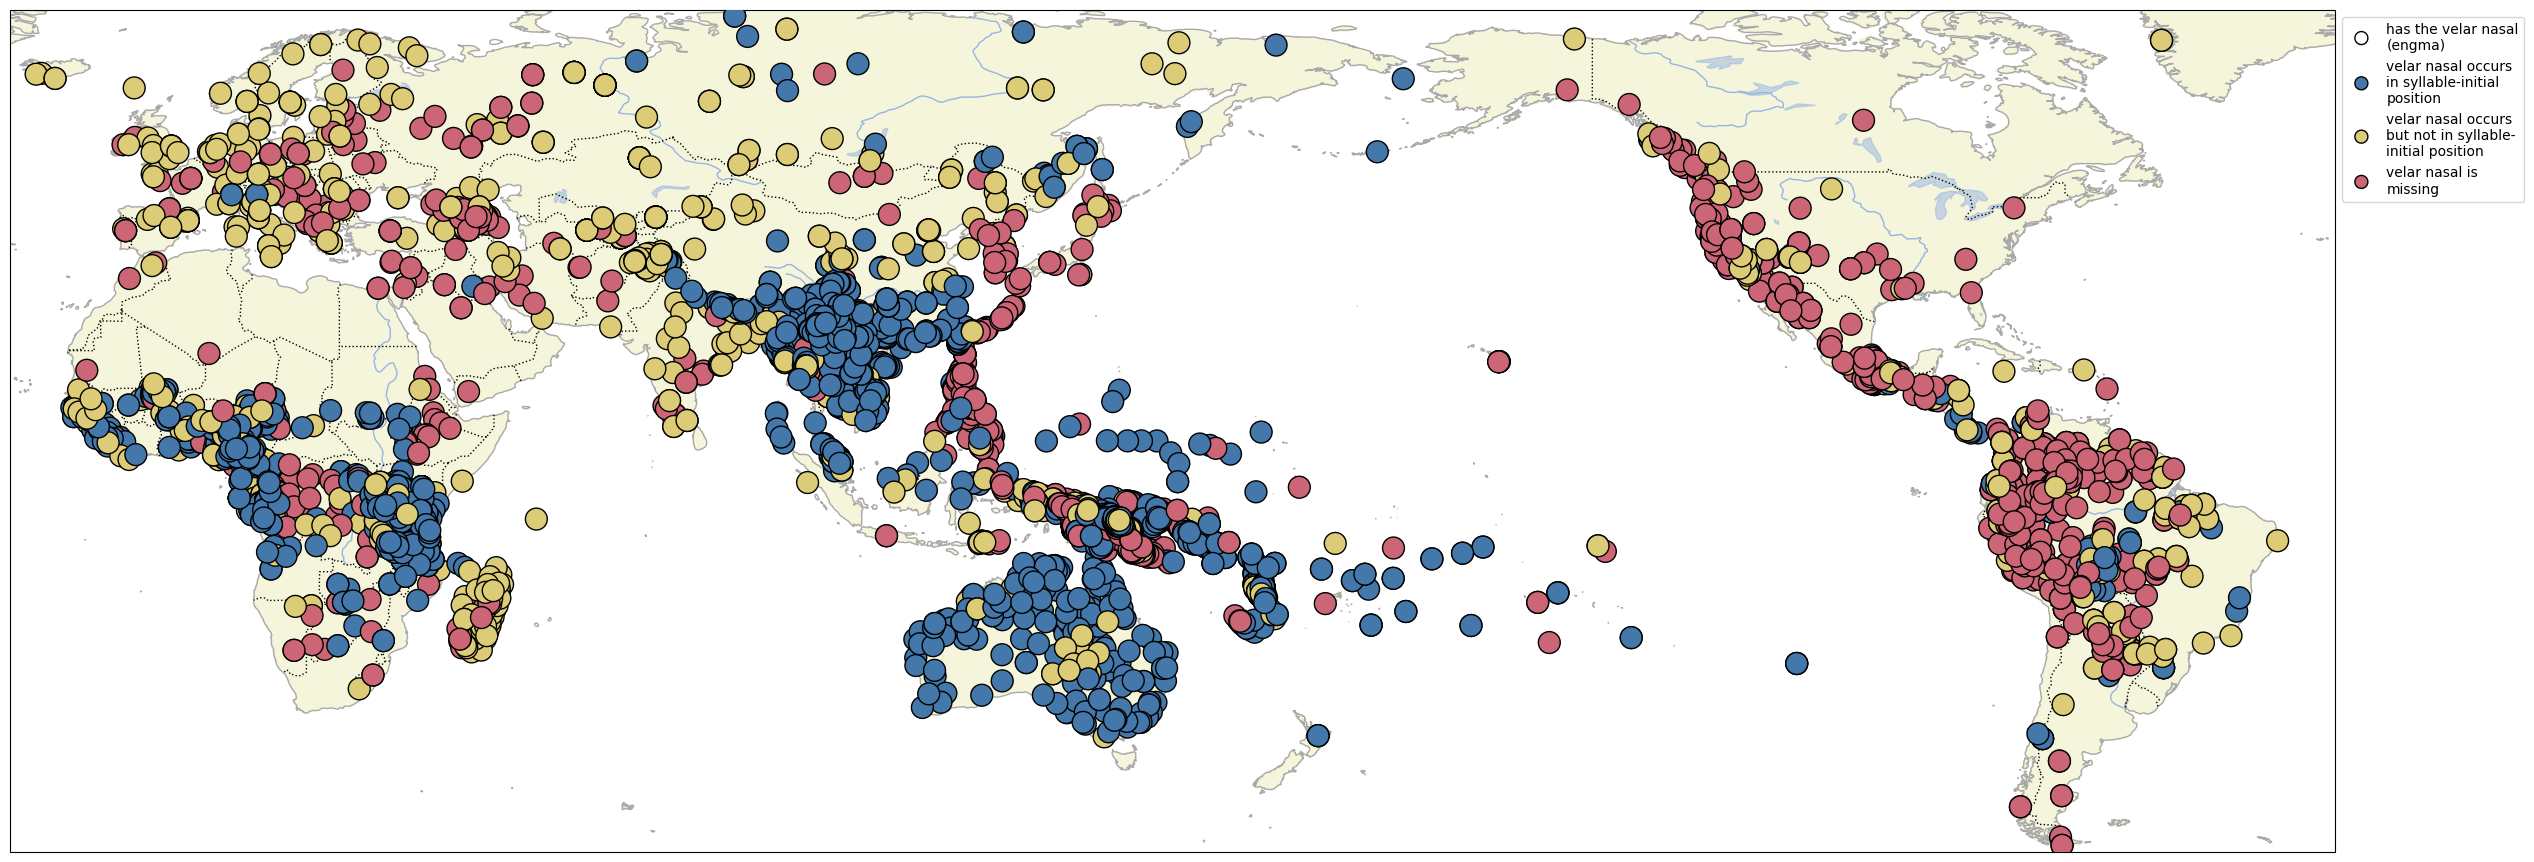 has the velar nasal
(engma)
velar nasal occurs
in syllable-initial
position
velar nasal occurs
but not in syllable-
initial position
velar nasal is
missing